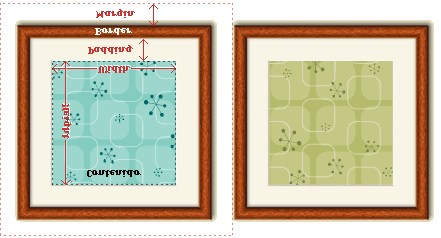 Margin
Border
Padding
Width
Height
Contenido